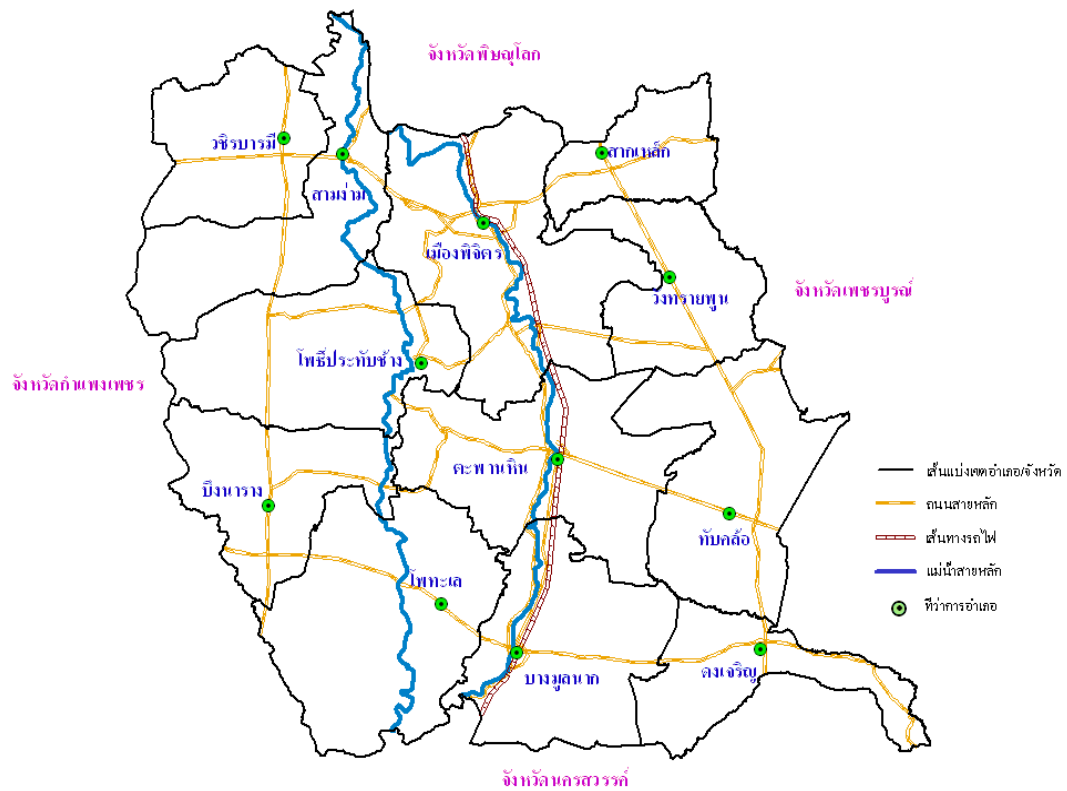 จังหวัดพิษณุโลก
วชิรบารมี
สากเหล็ก
สามง่าม
เมืองพิจิตร
วังทรายพูน
จังหวัดเพชรบูรณ์
โพธิ์ประทับช้าง
จังหวัดกำแพงเพชร
ตะพานหิน
บึงนาราง
ทับคล้อ
โพทะเล
บางมูลนาก
ดงเจริญ
จังหวัดนครสวรรค์
เส้นแบ่งเขตอำเภอ/จังหวัด
ถนนสายหลัก
เส้นทางรถไฟ
แม่น้ำสายหลัก
ที่ว่าการอำเภอ